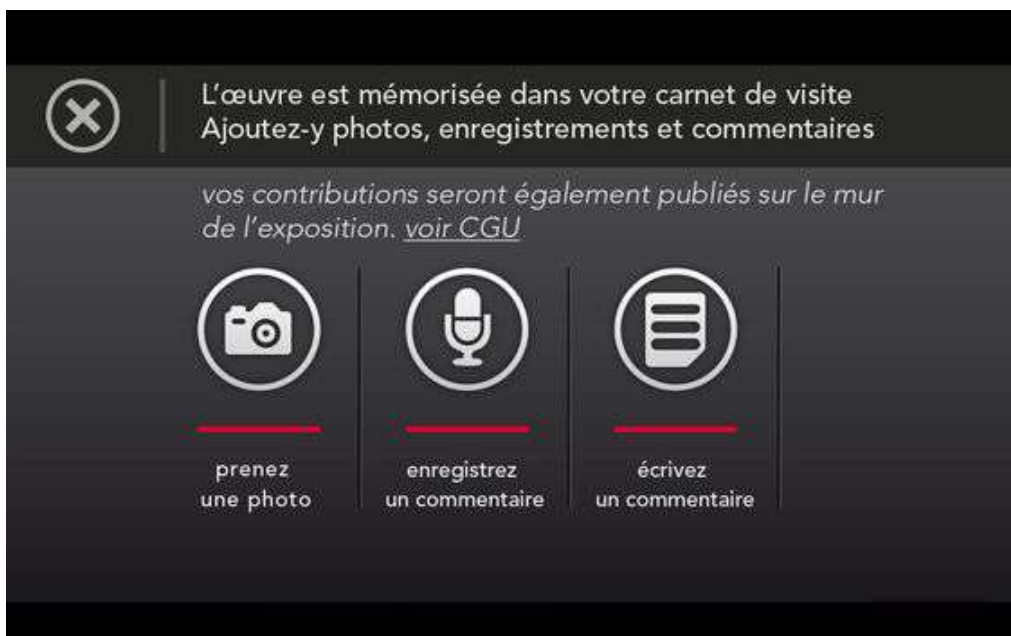 L'œuvre est mémorisée dans votre carnet de visite
Ajoutez-y photos, enregistrements et commentaires
vos contributions seront également publiés sur le mur
de l'exposition. voir CGU
prenez
une photo
enregistrez
un commentaire
écrivez
un commentaire